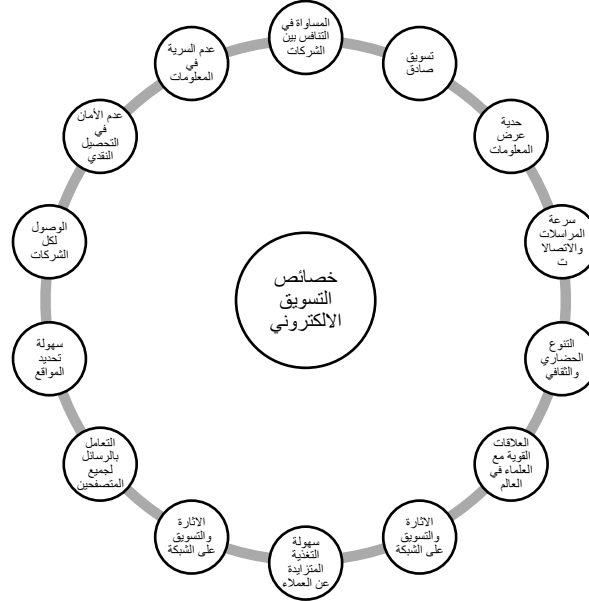 المساواة في
التنافس بين
الشركات
تسويق
صادق
حدية
عرض
المعلومات
سرعة
المراسلات
والاتصالا
ت
التنوع
الحضاري
والثقافي
العلاقات
القوية مع
العلماء في
العالم
الاثارة
والتسويق
على الشبكة
سهولة
التغذية
المتزايدة
عن العملاء
الاثارة
والتسويق
على الشبكة
التعامل
بالرسائل
لجميع
المتصفحين
سهولة
تحديد
المواقع
الوصول
لكل
الشركات
عدم الأمان
في
التحصيل
النقدي
عدم السرية
في
المعلومات
خصائص
التسويق
الالكتروني